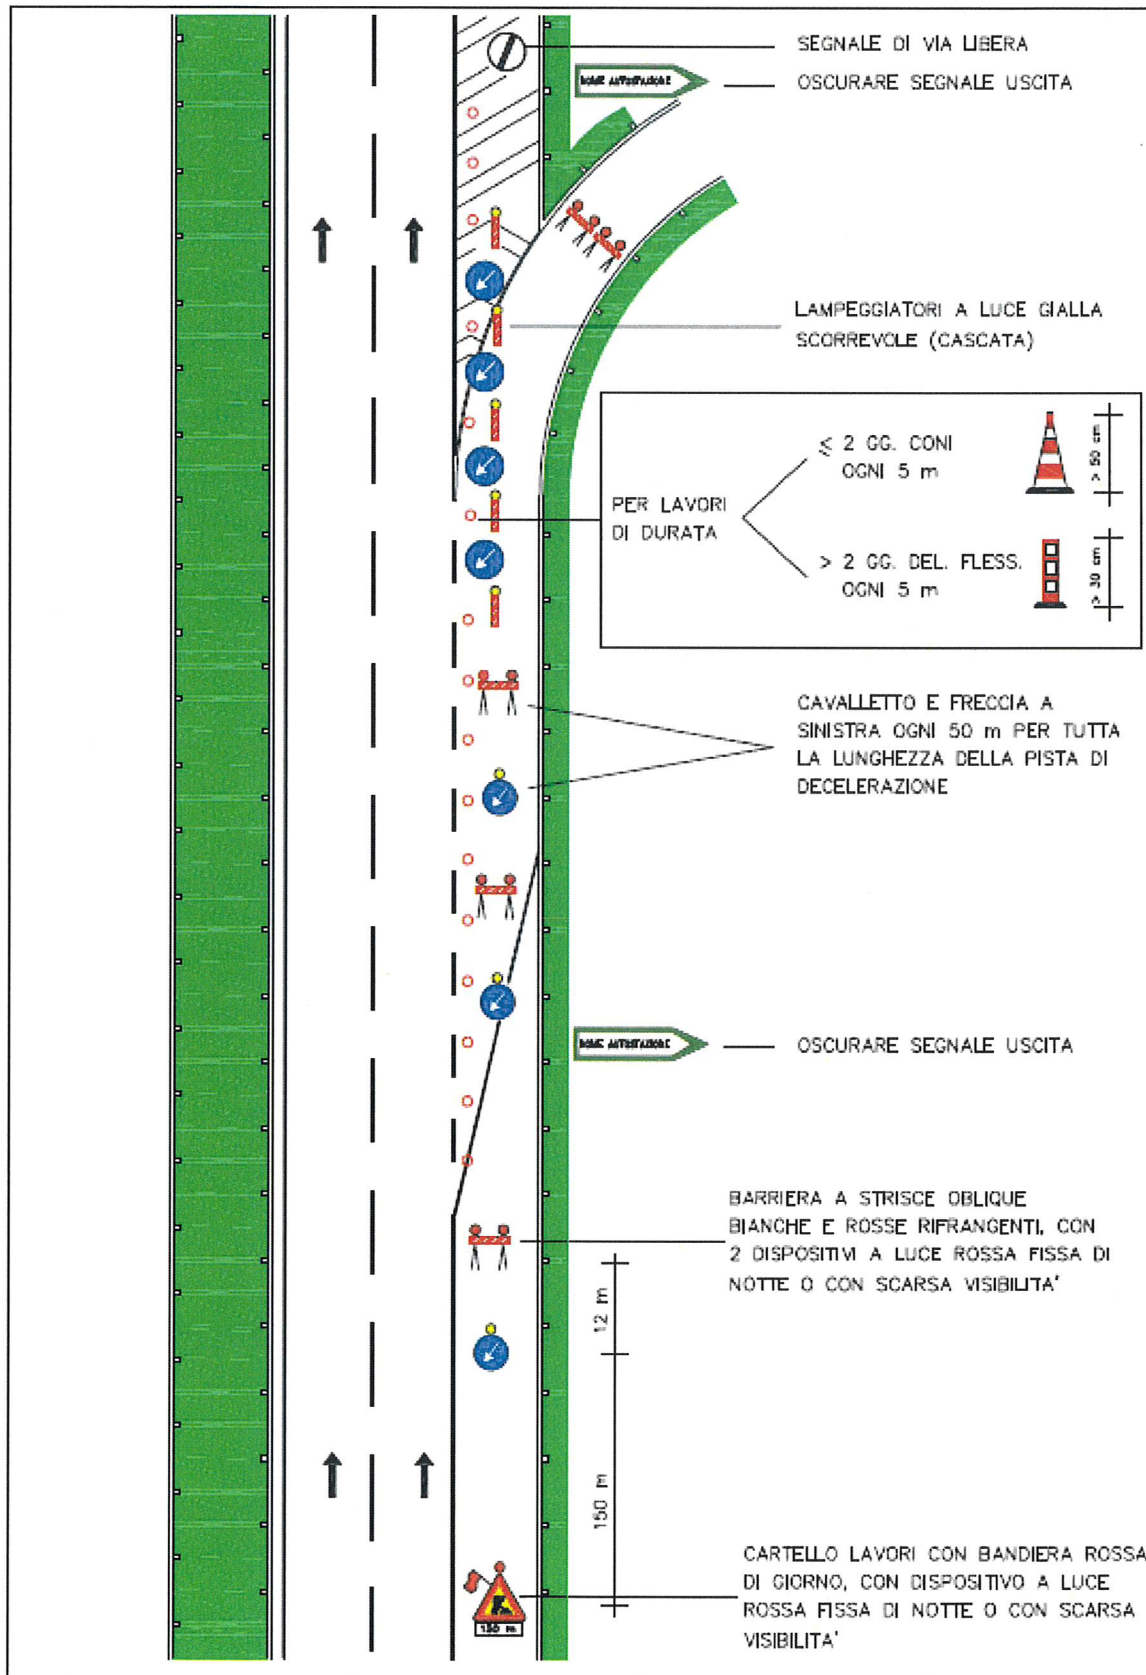 SEGNALE DI VIA LIBERA
NOME AUTOSTAZIONE
OSCURARE SEGNALE USCITA
LAMPEGGIATORI A LUCE GIALLA
SCORREVOLE (CASCATA)
PER LAVORI
DI DURATA
⩽ 2 GG. CONI
OGNI 5 m
> 50 cm
> 2 GG. DEL. FLESS.
OGNI 5 m
> 30 cm
CAVALLETTO E FRECCIA A
SINISTRA OGNI 50 m PER TUTTA
LA LUNGHEZZA DELLA PISTA DI
DECELERAZIONE
NOME AUTOSTAZIONE
OSCURARE SEGNALE USCITA
BARRIERA A STRISCE OBLIQUE
BIANCHE E ROSSE RIFRANGENTI, CON
2 DISPOSITIVI A LUCE ROSSA FISSA DI
NOTTE O CON SCARSA VISIBILITA'
12 m
150 m
CARTELLO LAVORI CON BANDIERA ROSSA
DI GIORNO, CON DISPOSITIVO A LUCE
ROSSA FISSA DI NOTTE O CON SCARSA
VISIBILITA'
150 m